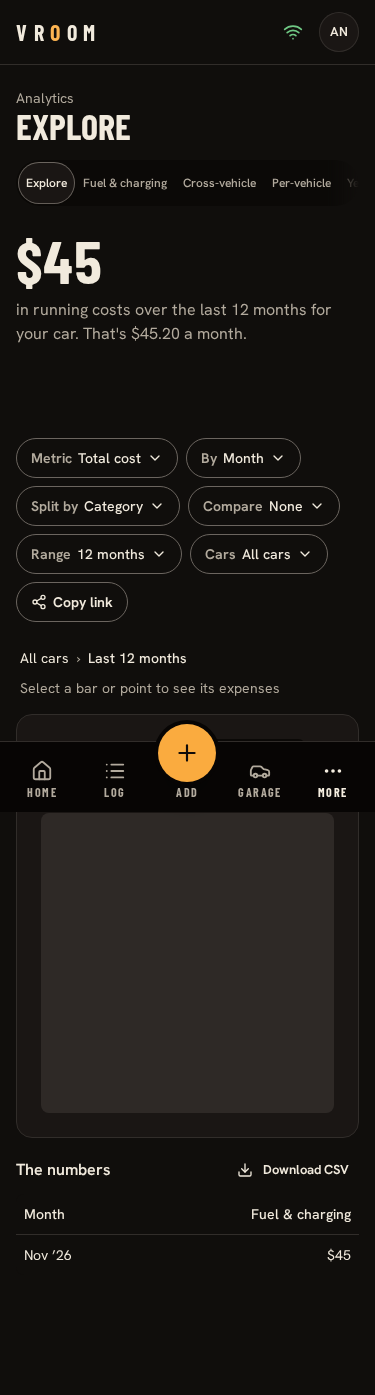 VROOM
AN
Analytics
EXPLORE
Explore Fuel & charging Cross-vehicle Per-vehicle
$45
in running costs over the last 12 months for
your car. That's $45.20 a month.
Metric Total cost
By Month
Split by Category
Compare None
Range 12 months
Cars All cars
Copy link
All cars › Last 12 months
Select a bar or point to see its expenses
HOME LOG ADD GARAGE MORE
The numbers
Download CSV
Month Fuel & charging
Nov ’26 $45